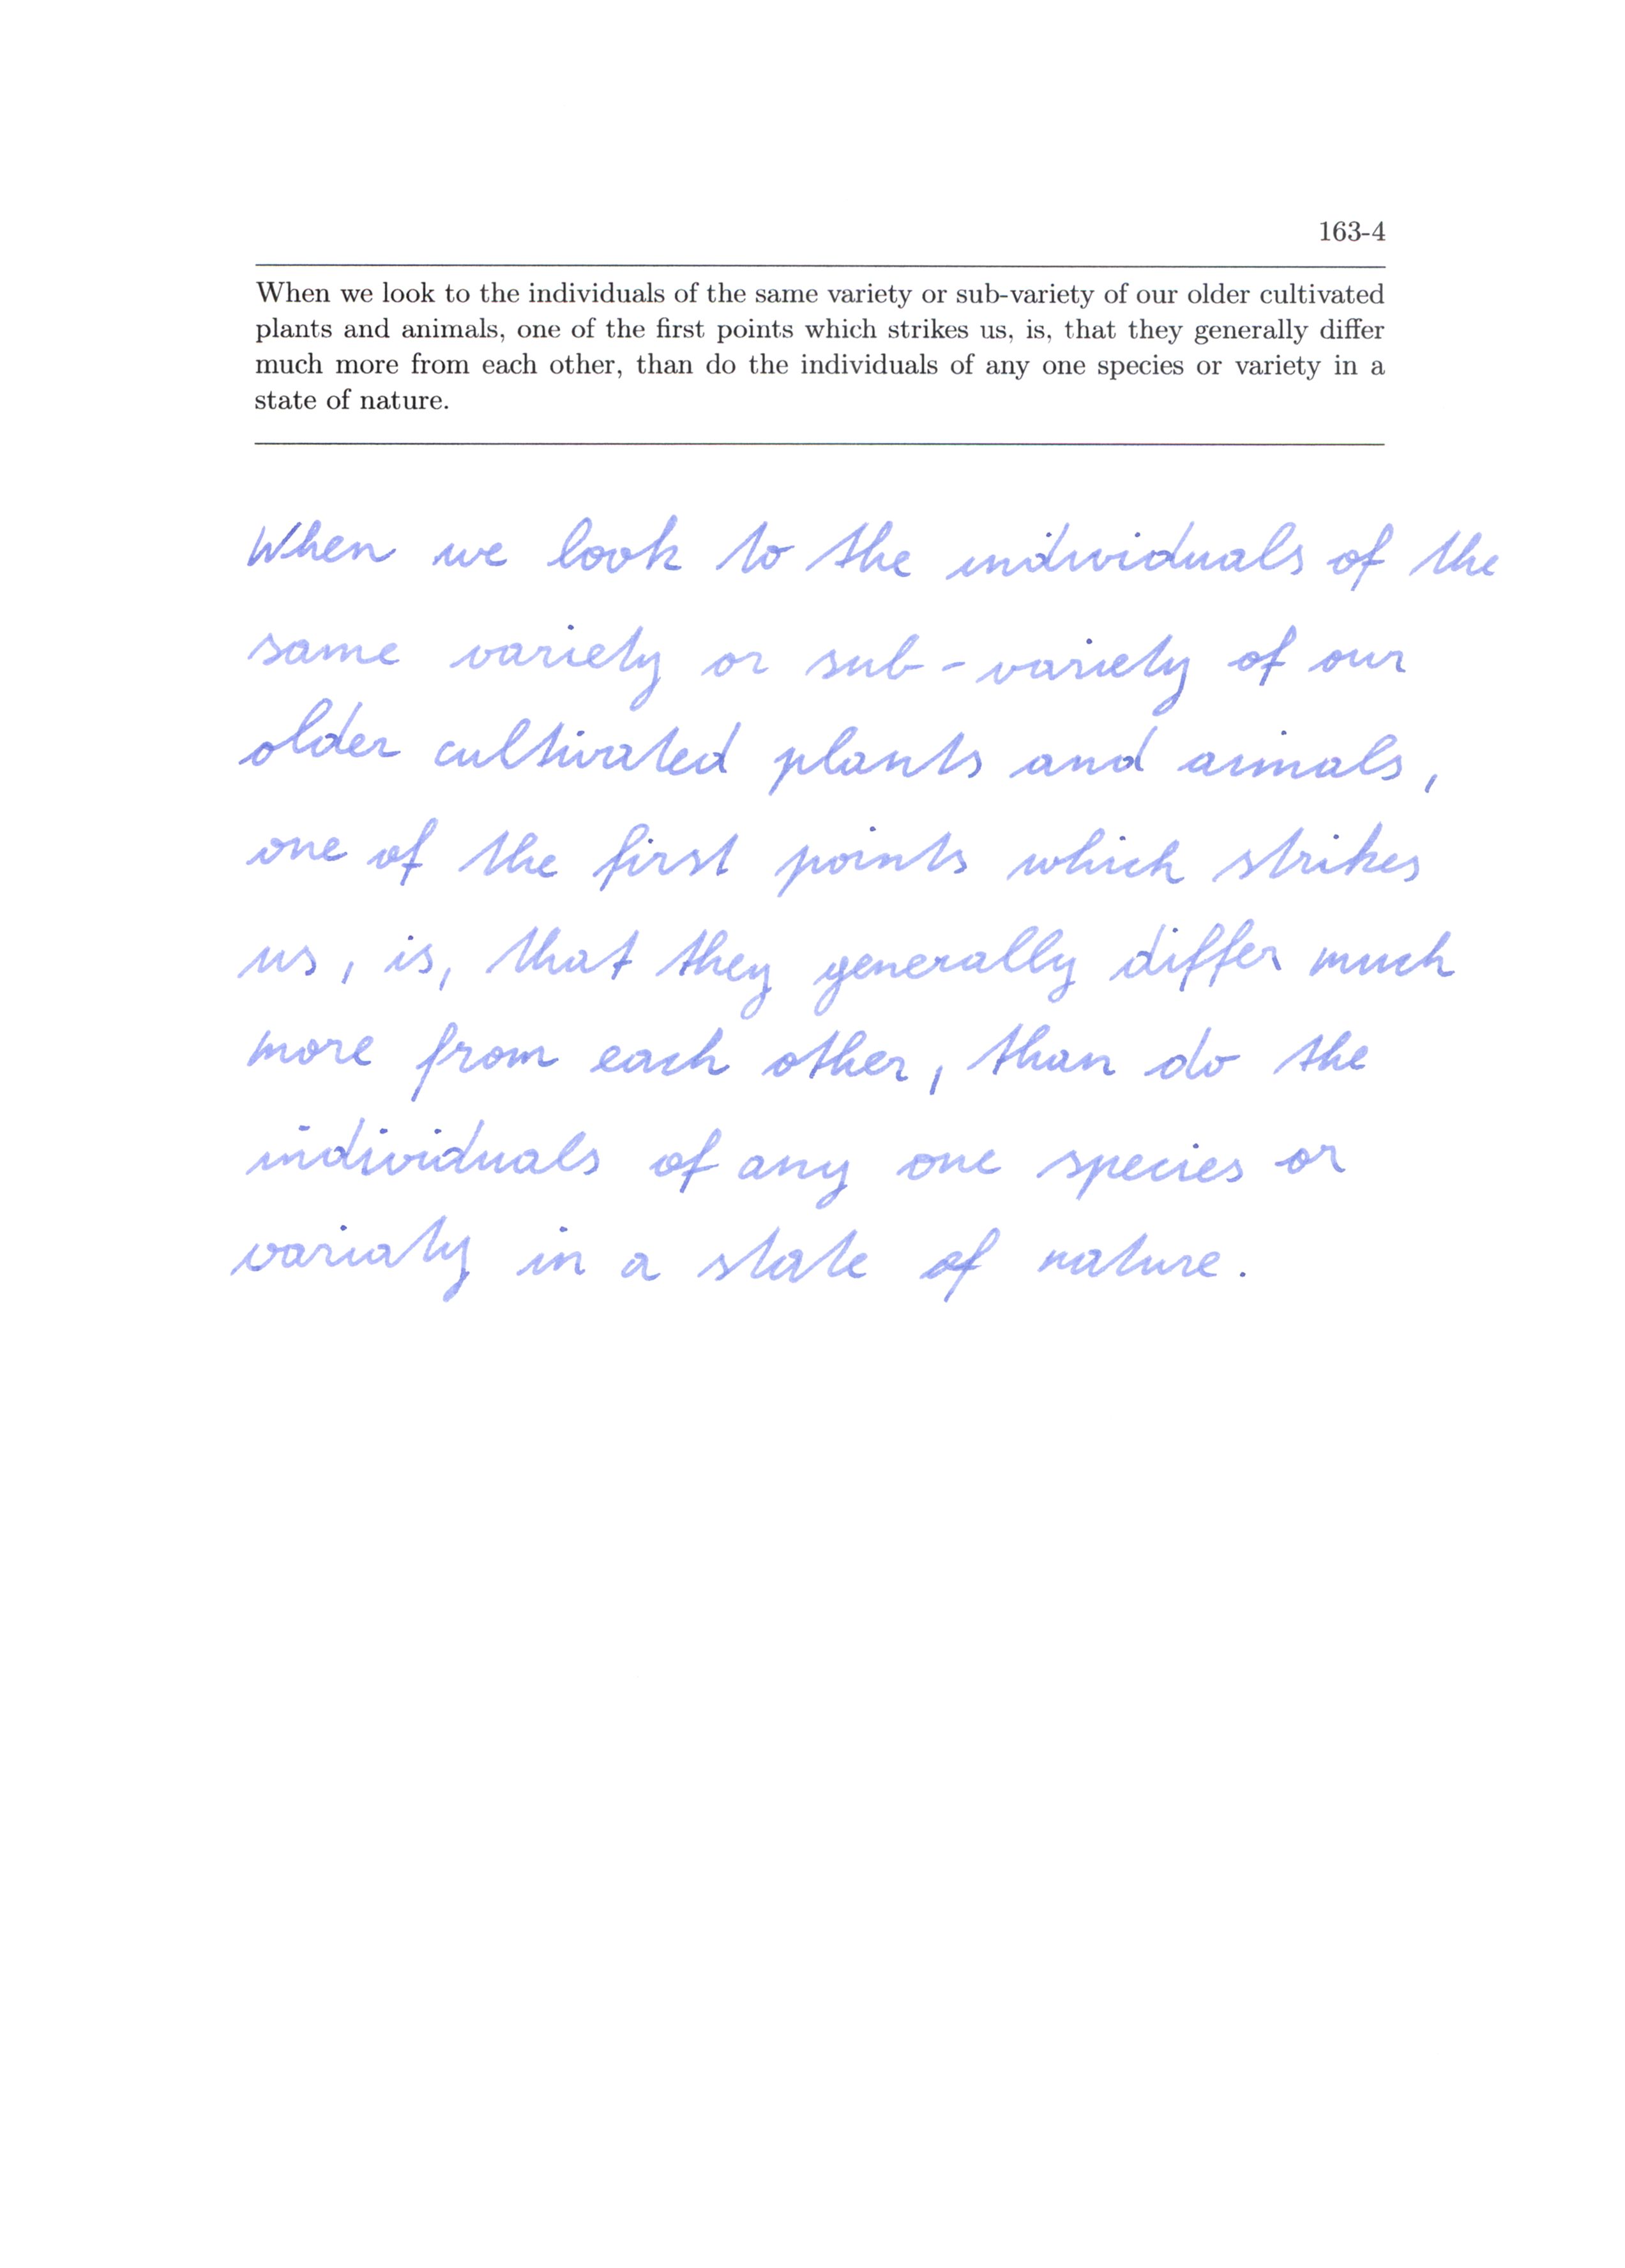 163-4
When we look to the individuals of the same variety or sub-variety of our older cultivated
plants and animals, one of the first points which strikes us, is, that they generally differ
much more from each other, than do the individuals of any one species or variety in a
state of nature.
When we look to the individuals of the
same variety or sub-variety of our
older cultivated plants and animals,
one of the first points which strikes
us, is, that they generally differ much
more from each other, than do the
individuals of any one species or
variaty in a state of nature.